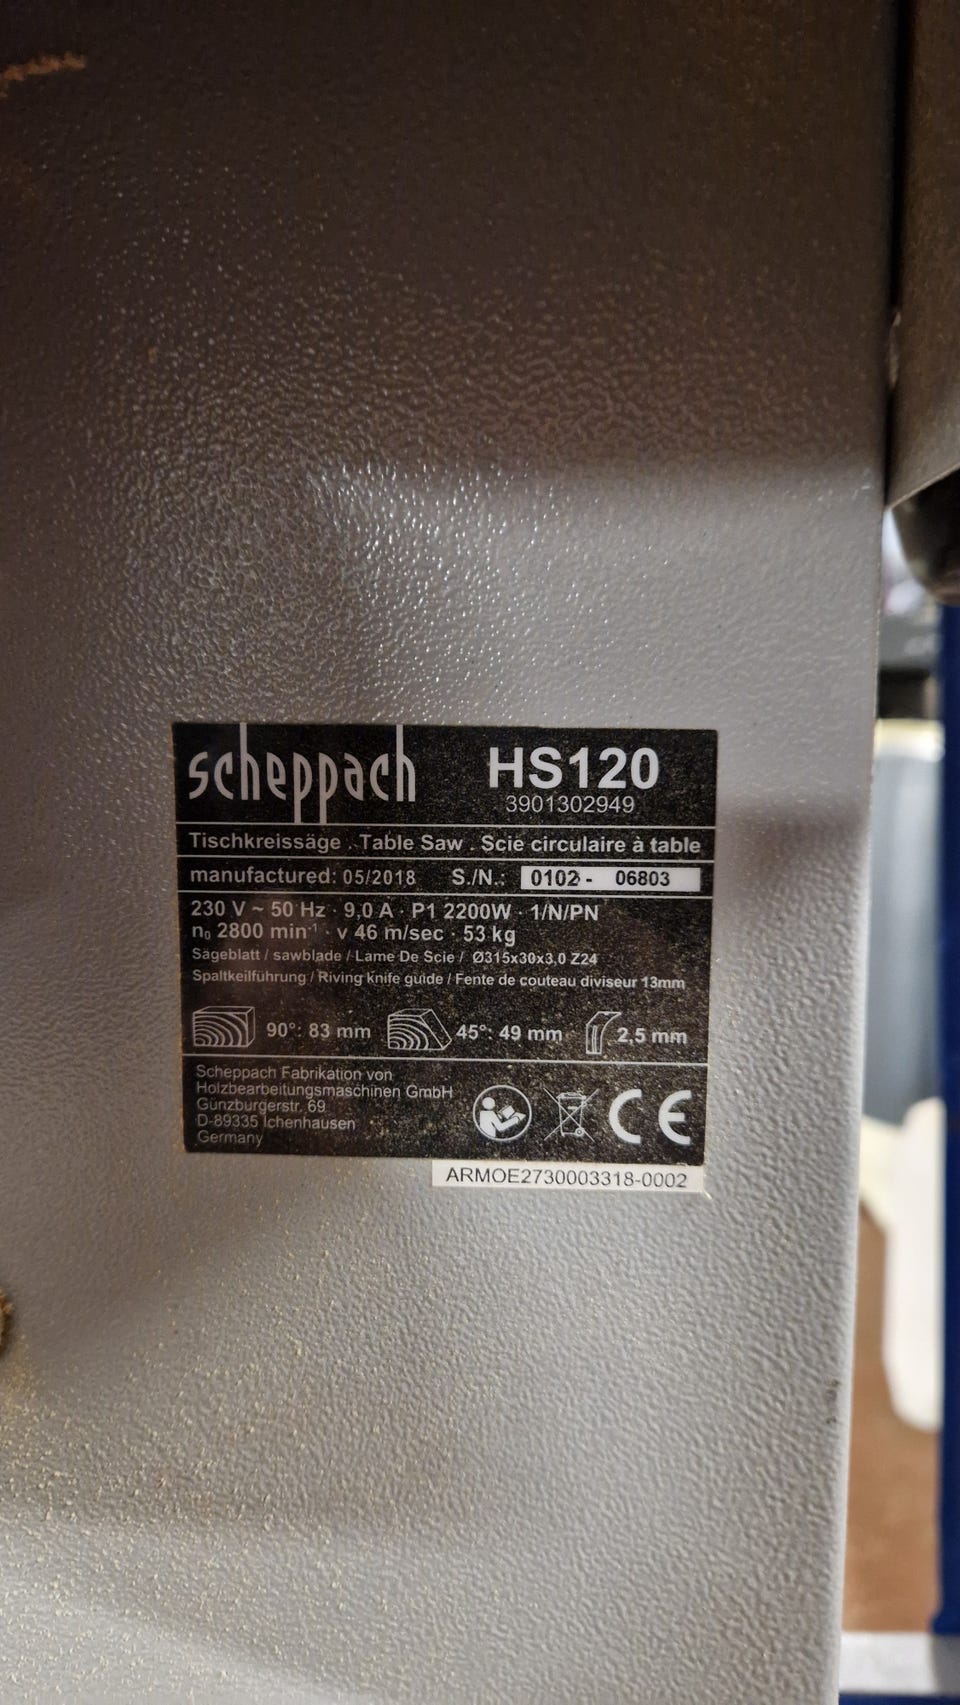 scheppach HS120
3901302949
Tischkreissäge . Table Saw . Scie circulaire à table
manufactured: 05/2018 S./N.: 0102- 06803
230 V ~ 50 Hz · 9,0 A · P1 2200W · 1/N/PN
n₀ 2800 min⁻¹ · v 46 m/sec · 53 kg
Sägeblatt / sawblade / Lame De Scie / Ø315x30x3,0 Z24
Spaltkeilführung / Riving knife guide / Fente de couteau diviseur 13mm
90°: 83 mm 45°: 49 mm 2,5 mm
Scheppach Fabrikation von
Holzbearbeitungsmaschinen GmbH
Günzburgerstr. 69
D-89335 Ichenhausen
Germany
CE
ARMOE2730003318-0002